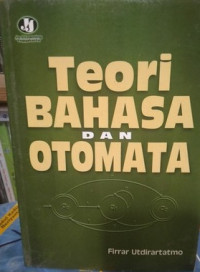 Teori
BAHASA
DAN
OTOMATA
Firrar Utdirartatmo